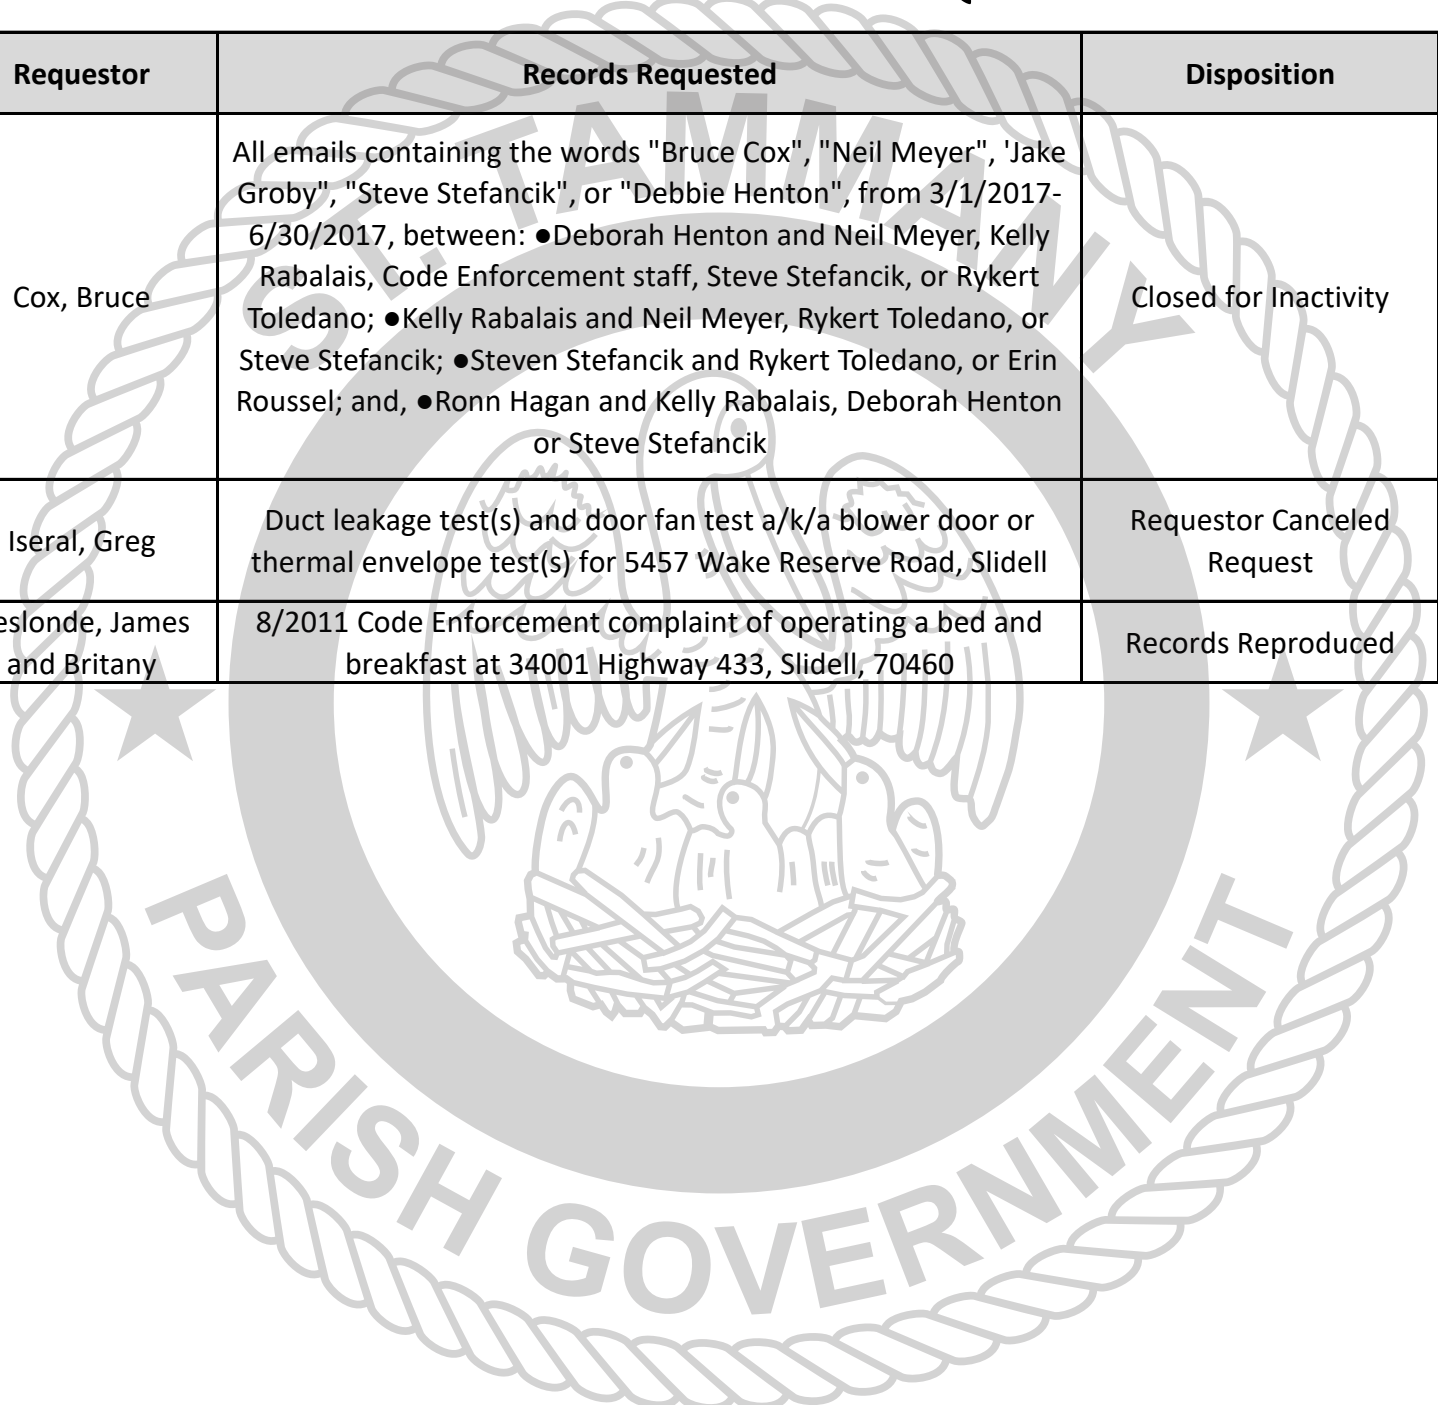 Requestor
Records Requested
Disposition
Cox, Bruce
All emails containing the words "Bruce Cox", "Neil Meyer", 'Jake
Groby", "Steve Stefancik", or "Debbie Henton", from 3/1/2017-
6/30/2017, between: ●Deborah Henton and Neil Meyer, Kelly
Rabalais, Code Enforcement staff, Steve Stefancik, or Rykert
Toledano; ●Kelly Rabalais and Neil Meyer, Rykert Toledano, or
Steve Stefancik; ●Steven Stefancik and Rykert Toledano, or Erin
Roussel; and, ●Ronn Hagan and Kelly Rabalais, Deborah Henton
or Steve Stefancik
Closed for Inactivity
Iseral, Greg
Duct leakage test(s) and door fan test a/k/a blower door or
thermal envelope test(s) for 5457 Wake Reserve Road, Slidell
Requestor Canceled
Request
eslonde, James
and Britany
8/2011 Code Enforcement complaint of operating a bed and
breakfast at 34001 Highway 433, Slidell, 70460
Records Reproduced
ST. TAMMANY
PARISH GOVERNMENT